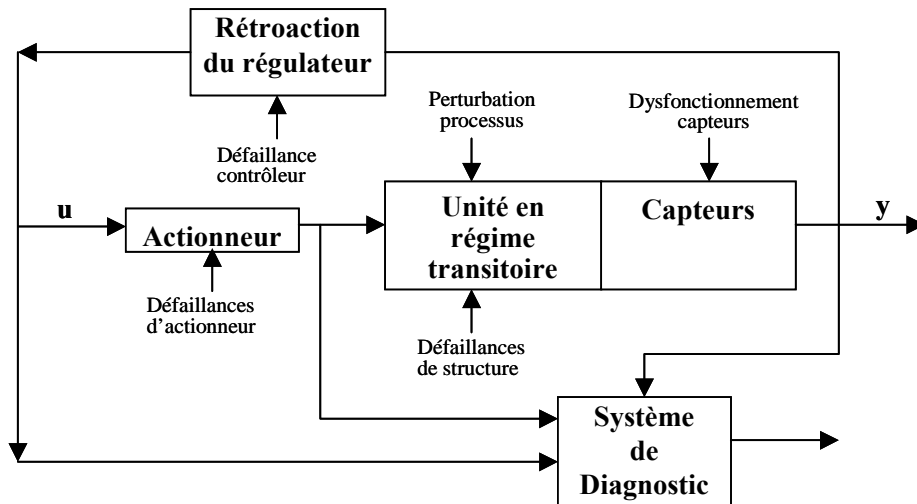 Rétroaction
du régulateur
Perturbation
processus
Dysfonctionnement
capteurs
Défaillance
contrôleur
u
Actionneur
Unité en
régime
transitoire
Capteurs
y
Défaillances
d’actionneur
Défaillances
de structure
Système
de
Diagnostic